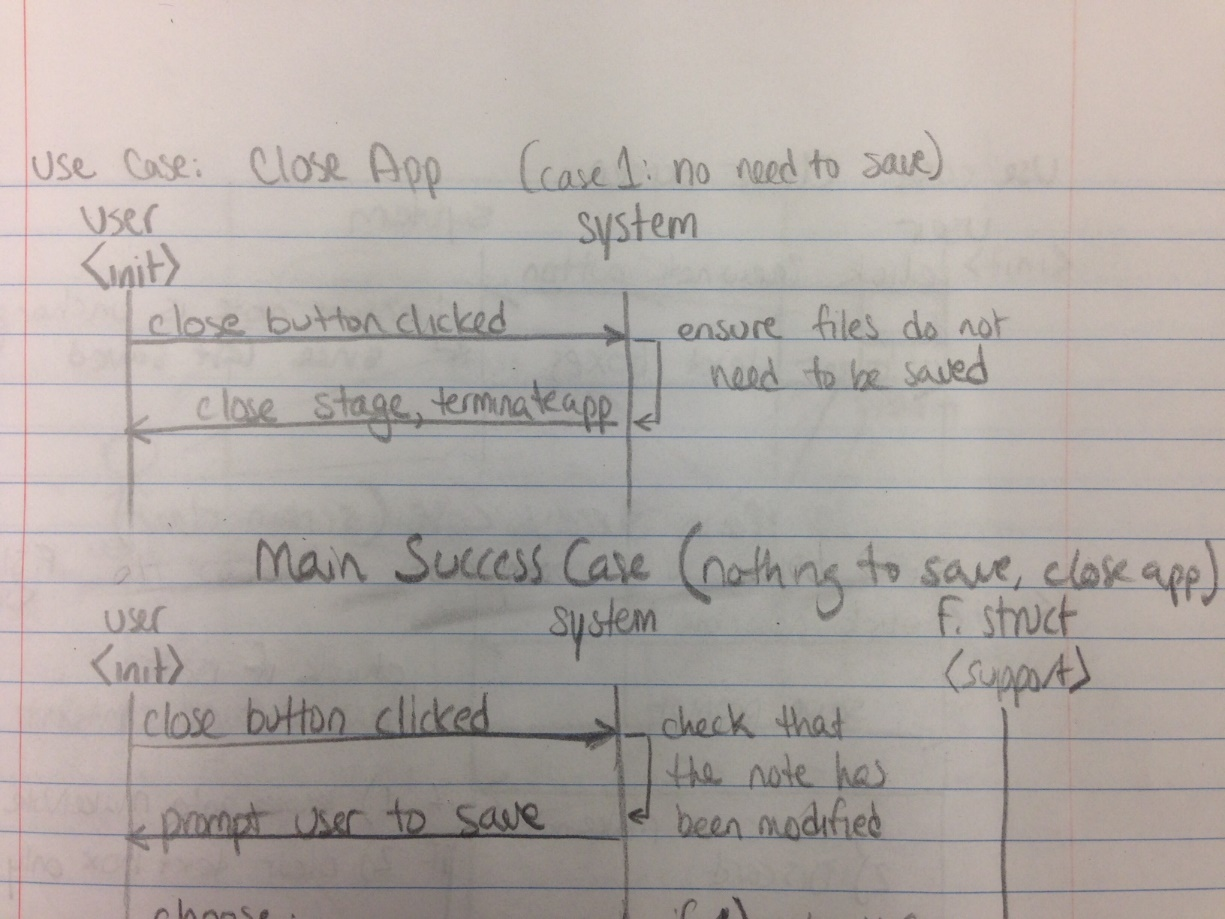 Use Case: Close App (case 1: no need to save)
user system
<init>
close button clicked ensure files do not
need to be saved
close stage, terminate app
Main Success Case (nothing to save, close app)
user system F. struct
<init> <support>
close button clicked check that
the note has
prompt user to save been modified
choose: